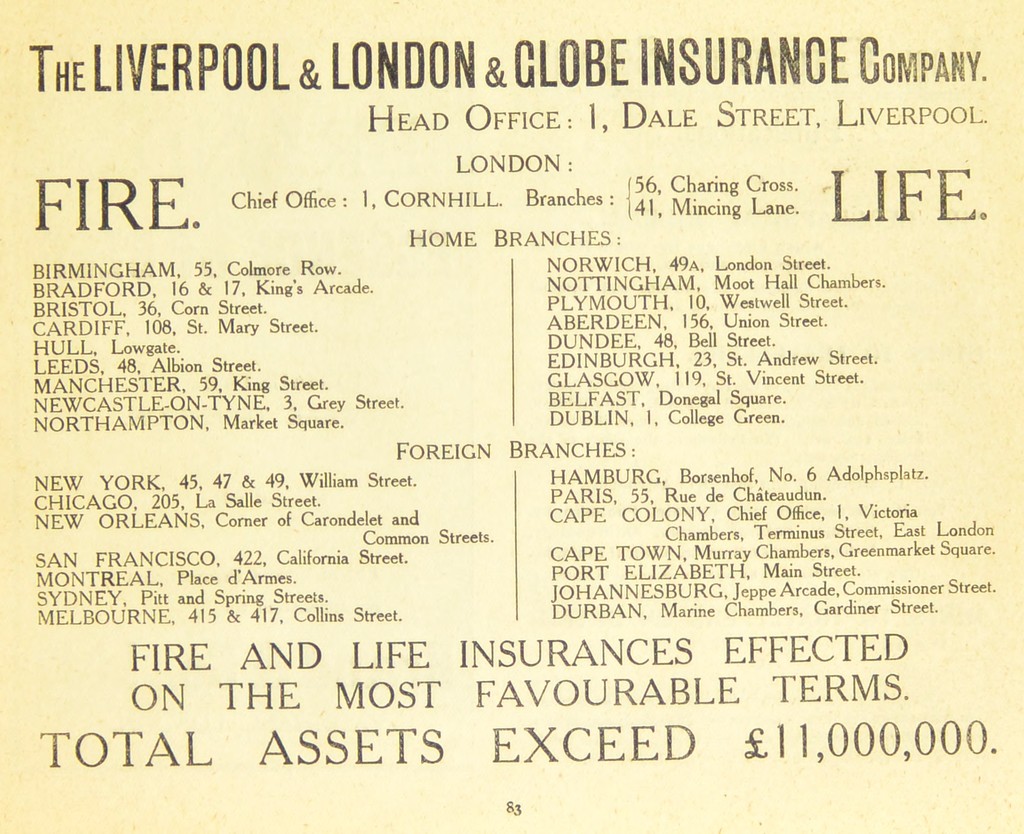 THE LIVERPOOL & LONDON & GLOBE INSURANCE COMPANY.
HEAD OFFICE: 1, DALE STREET, LIVERPOOL.
LONDON:
FIRE. Chief Office: 1, CORNHILL. Branches: {56, Charing Cross. LIFE.
{41, Mincing Lane.
HOME BRANCHES:
BIRMINGHAM, 55, Colmore Row.
BRADFORD, 16 & 17, King's Arcade.
BRISTOL, 36, Corn Street.
CARDIFF, 108, St. Mary Street.
HULL, Lowgate.
LEEDS, 48, Albion Street.
MANCHESTER, 59, King Street.
NEWCASTLE-ON-TYNE, 3, Grey Street.
NORTHAMPTON, Market Square.
NORWICH, 49A, London Street.
NOTTINGHAM, Moot Hall Chambers.
PLYMOUTH, 10, Westwell Street.
ABERDEEN, 156, Union Street.
DUNDEE, 48, Bell Street.
EDINBURGH, 23, St. Andrew Street.
GLASGOW, 119, St. Vincent Street.
BELFAST, Donegal Square.
DUBLIN, 1, College Green.
FOREIGN BRANCHES:
NEW YORK, 45, 47 & 49, William Street.
CHICAGO, 205, La Salle Street.
NEW ORLEANS, Corner of Carondelet and
Common Streets.
SAN FRANCISCO, 422, California Street.
MONTREAL, Place d'Armes.
SYDNEY, Pitt and Spring Streets.
MELBOURNE, 415 & 417, Collins Street.
HAMBURG, Borsenhof, No. 6 Adolphsplatz.
PARIS, 55, Rue de Châteaudun.
CAPE COLONY, Chief Office, 1, Victoria
Chambers, Terminus Street, East London
CAPE TOWN, Murray Chambers, Greenmarket Square.
PORT ELIZABETH, Main Street.
JOHANNESBURG, Jeppe Arcade, Commissioner Street.
DURBAN, Marine Chambers, Gardiner Street.
FIRE AND LIFE INSURANCES EFFECTED
ON THE MOST FAVOURABLE TERMS.
TOTAL ASSETS EXCEED £11,000,000.
83